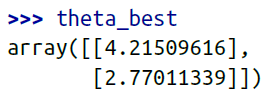 >>> theta_best
array([[4.21509616],
       [2.77011339]])